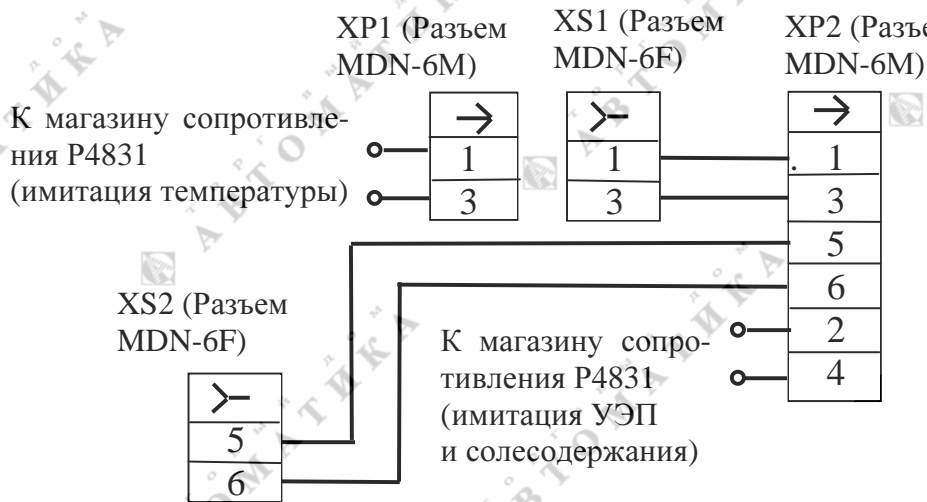 XP1 (Разъем
MDN-6M)
XS1 (Разъем
MDN-6F)
XP2 (Разъе
MDN-6M)
К магазину сопротивле-
ния Р4831
(имитация температуры)
1
3
1
3
1
3
5
6
2
4
XS2 (Разъем
MDN-6F)
5
6
К магазину сопро-
тивления Р4831
(имитация УЭП
и солесодержания)
АВТОМАТИКА